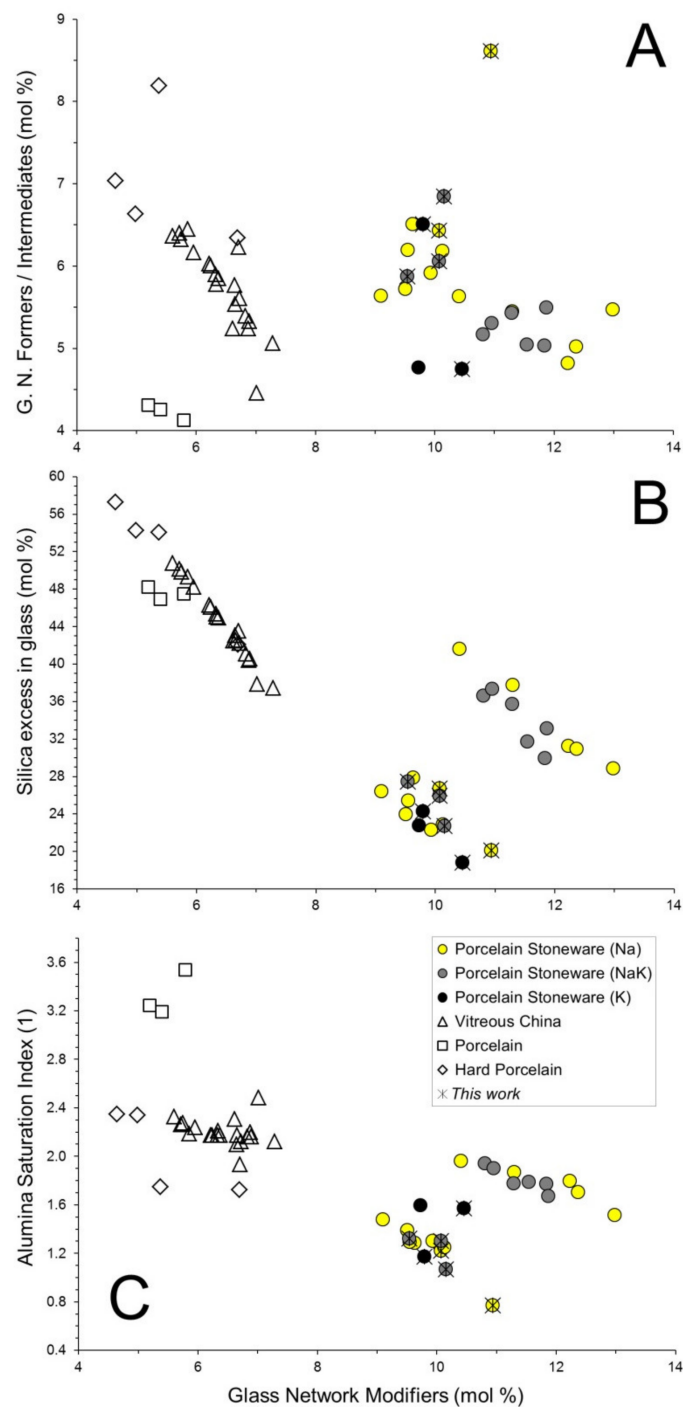 A
G. N. Formers / Intermediates (mol %)
9
8
7
6
5
4
4 6 8 10 12 14
B
Silica excess in glass (mol %)
60
56
52
48
44
40
36
32
28
24
20
16
4 6 8 10 12 14
C
Alumina Saturation Index (1)
3.6
3.2
2.8
2.4
2.0
1.6
1.2
0.8
0.4
Porcelain Stoneware (Na)
Porcelain Stoneware (NaK)
Porcelain Stoneware (K)
Vitreous China
Porcelain
Hard Porcelain
This work
4 6 8 10 12 14
Glass Network Modifiers (mol %)